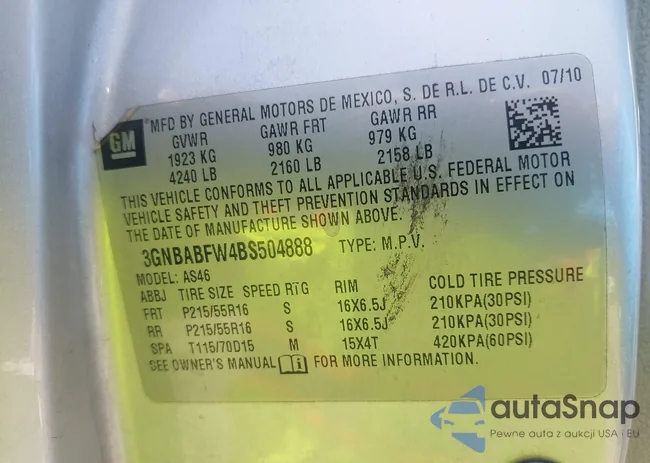 GM
MFD BY GENERAL MOTORS DE MEXICO, S. DE R.L. DE C.V. 07/10
GVWR GAWR FRT GAWR RR
1923 KG 980 KG 979 KG
4240 LB 2160 LB 2158 LB
THIS VEHICLE CONFORMS TO ALL APPLICABLE U.S. FEDERAL MOTOR
VEHICLE SAFETY AND THEFT PREVENTION STANDARDS IN EFFECT ON
THE DATE OF MANUFACTURE SHOWN ABOVE.
3GNBABFW4BS504888 TYPE: M.P.V.
MODEL: AS46
ABBJ TIRE SIZE SPEED RTG RIM COLD TIRE PRESSURE
FRT P215/55R16 S 16X6.5J 210KPA(30PSI)
RR P215/55R16 S 16X6.5J 210KPA(30PSI)
SPA T115/70D15 M 15X4T 420KPA(60PSI)
SEE OWNER'S MANUAL FOR MORE INFORMATION.
autoSnap
Pewne auta z aukcji USA i EU